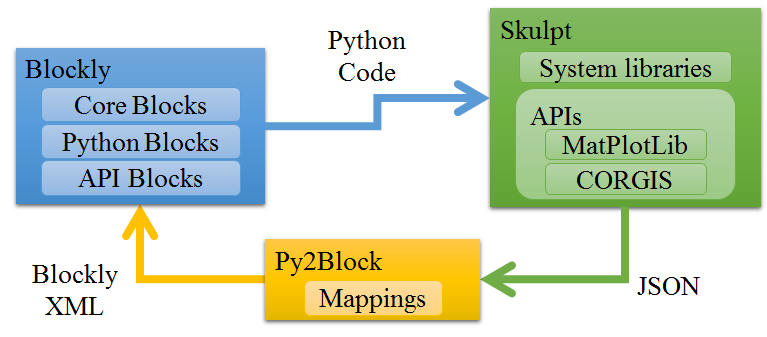 Blockly
Core Blocks
Python Blocks
API Blocks
Python
Code
Skulpt
System libraries
APIs
MatPlotLib
CORGIS
JSON
Py2Block
Mappings
Blockly
XML